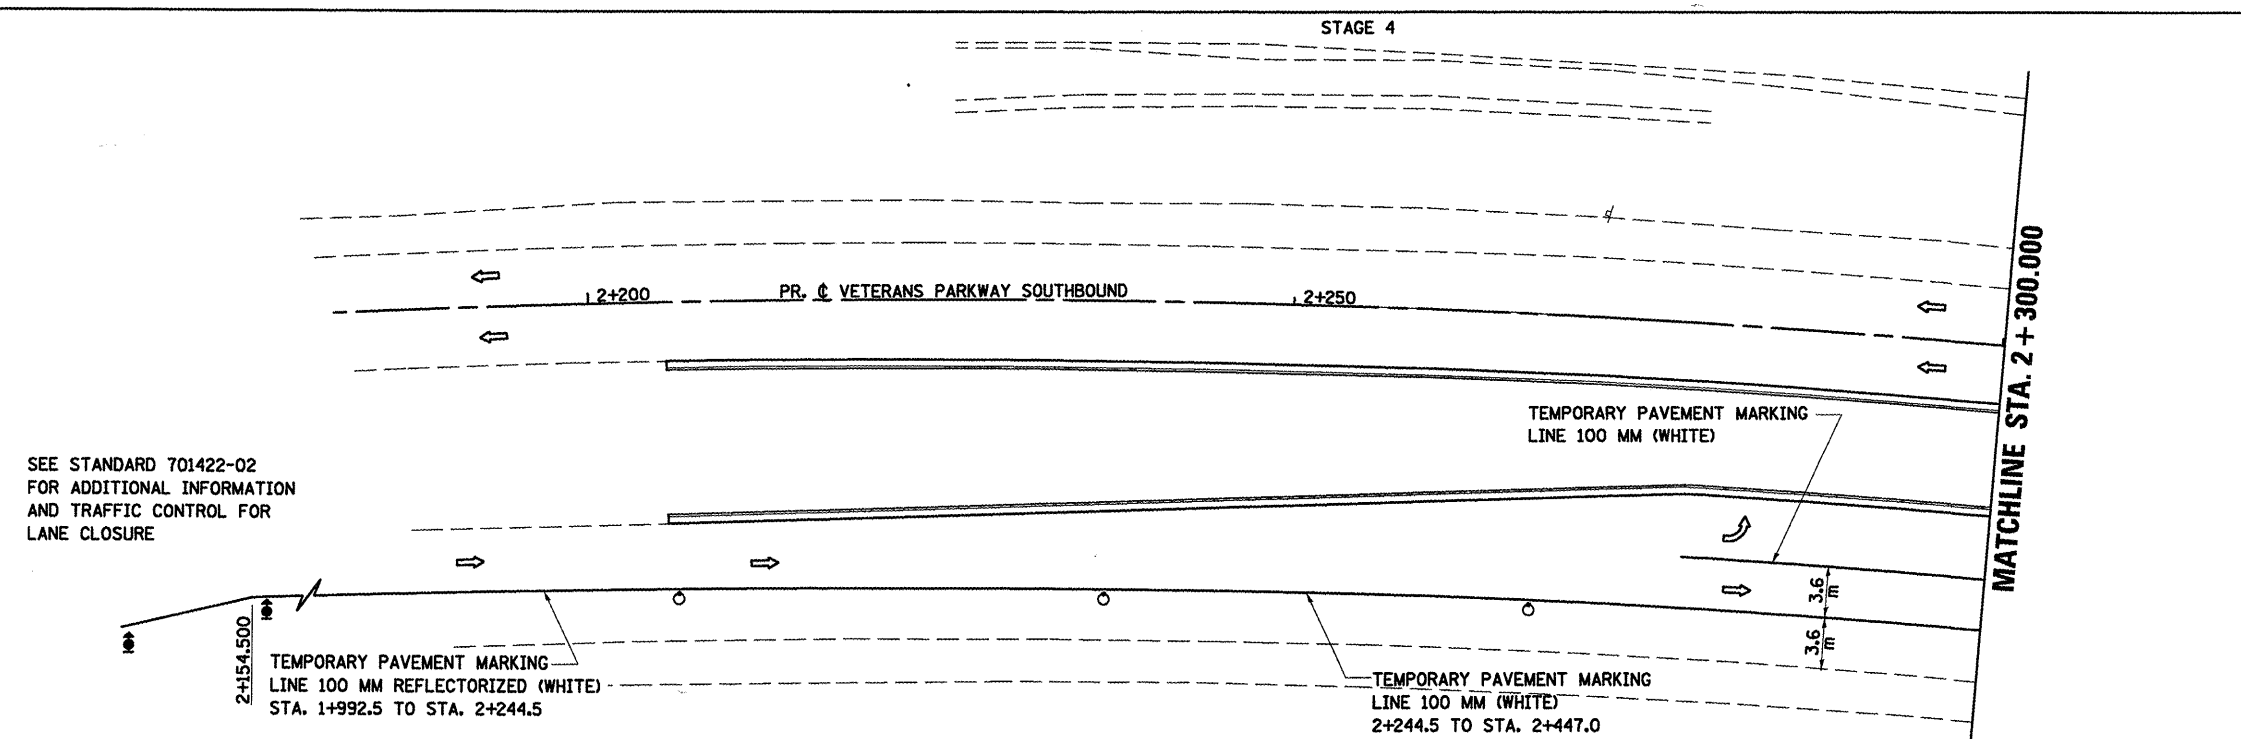 STAGE 4
2+200
PR. ℄ VETERANS PARKWAY SOUTHBOUND
2+250
MATCHLINE STA. 2+300.000
TEMPORARY PAVEMENT MARKING
LINE 100 MM (WHITE)
SEE STANDARD 701422-02
FOR ADDITIONAL INFORMATION
AND TRAFFIC CONTROL FOR
LANE CLOSURE
3.6
m
3.6
m
2+154.500
TEMPORARY PAVEMENT MARKING
LINE 100 MM REFLECTORIZED (WHITE)
STA. 1+992.5 TO STA. 2+244.5
TEMPORARY PAVEMENT MARKING
LINE 100 MM (WHITE)
2+244.5 TO STA. 2+447.0